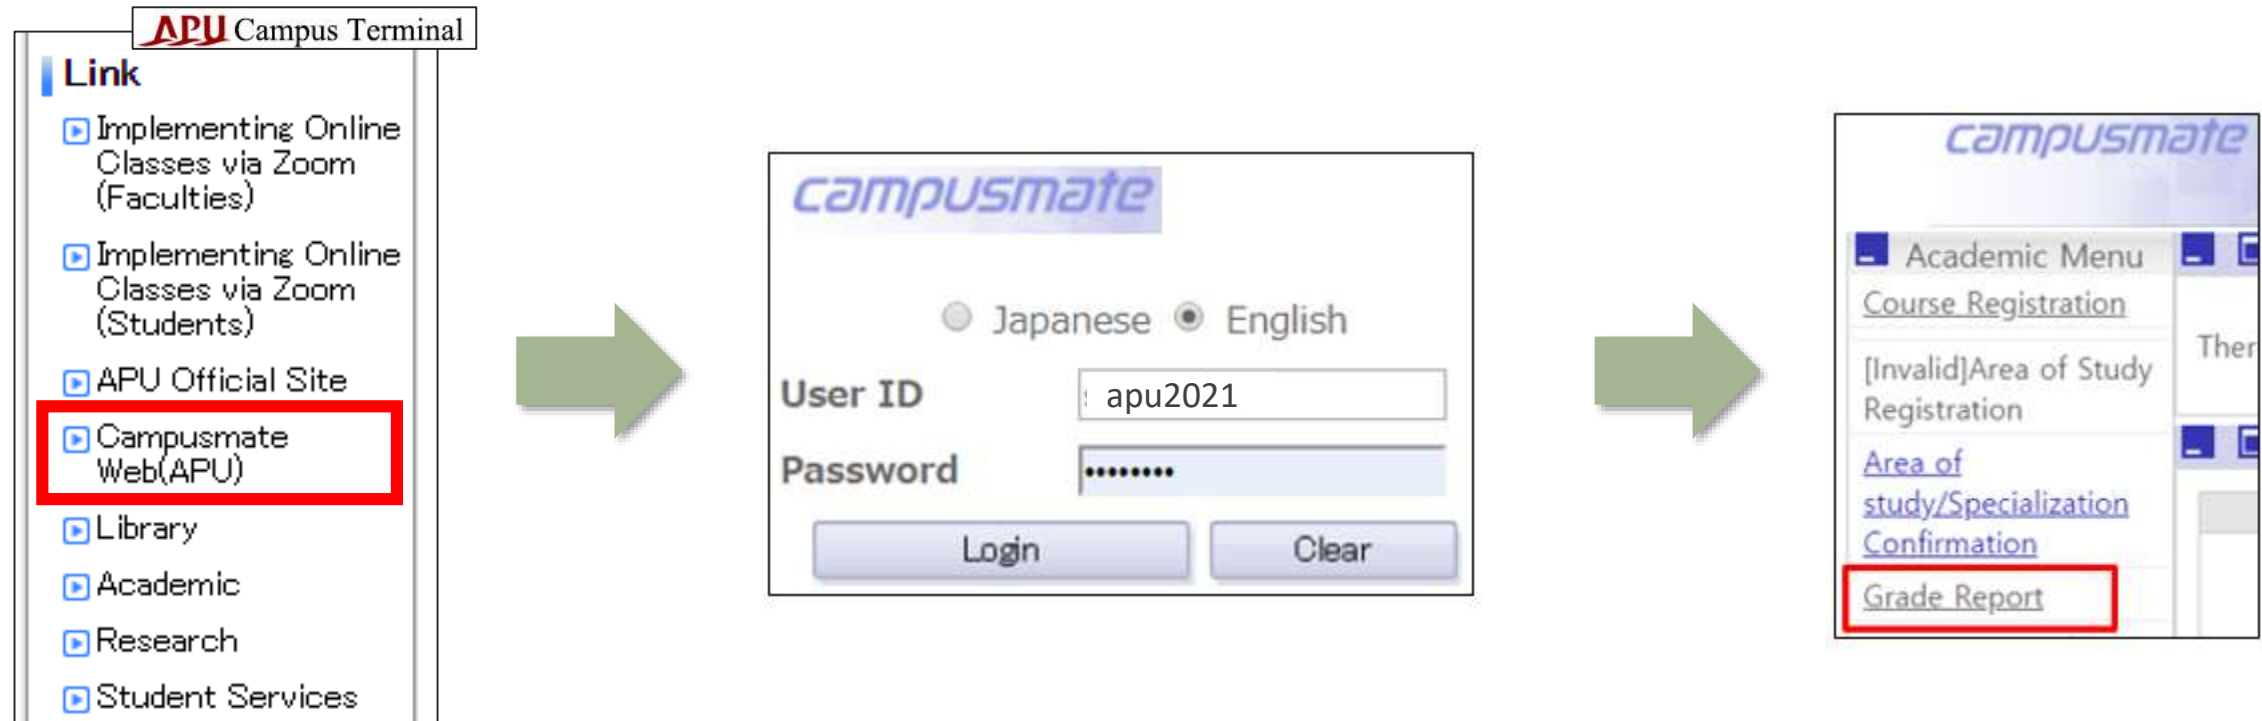 APU Campus Terminal
Link
Implementing Online
Classes via Zoom
(Faculties)
Implementing Online
Classes via Zoom
(Students)
APU Official Site
Campusmate
Web(APU)
Library
Academic
Research
Student Services
campusmate
Japanese English
User ID apu2021
Password ••••••••
Login Clear
campusmate
Academic Menu
Course Registration
[Invalid]Area of Study
Registration
Area of
study/Specialization
Confirmation
Grade Report
Ther